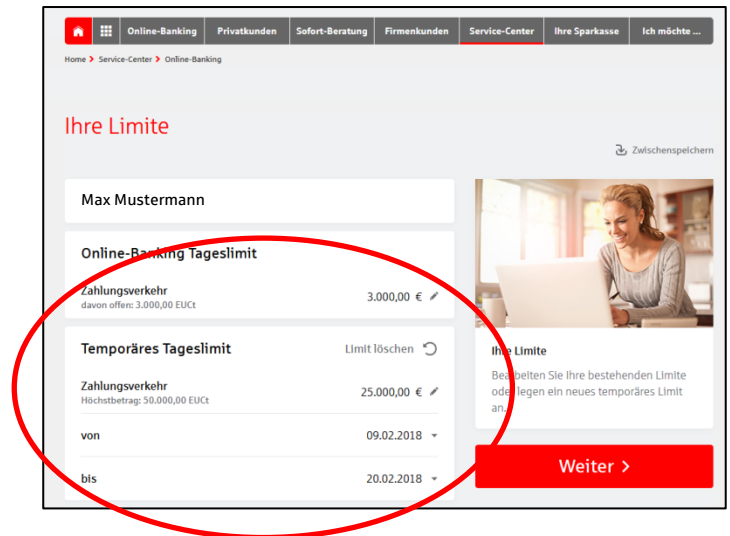 Online-Banking Privatkunden Sofort-Beratung Firmenkunden Service-Center Ihre Sparkasse Ich möchte ...
Home > Service-Center > Online-Banking
Ihre Limite
Zwischenspeichern
Max Mustermann
Online-Banking Tageslimit
Zahlungsverkehr 3.000,00 €
davon offen: 3.000,00 EUCt
Temporäres Tageslimit Limit löschen
Zahlungsverkehr 25.000,00 €
Höchstbetrag: 50.000,00 EUCt
von 09.02.2018
bis 20.02.2018
Ihre Limite
Bearbeiten Sie Ihre bestehenden Limite
oder legen ein neues temporäres Limit
an.
Weiter >